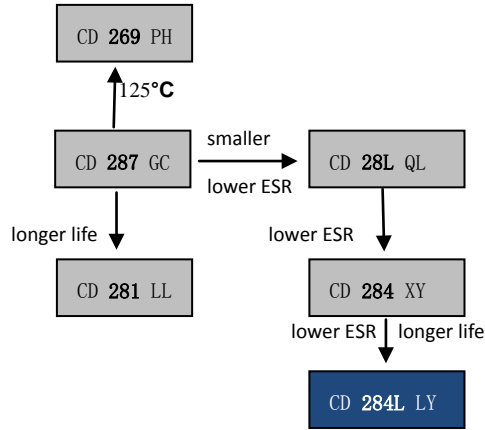 CD 269 PH
125°C
CD 287 GC
smaller
lower ESR
CD 28L QL
longer life
lower ESR
CD 281 LL
CD 284 XY
lower ESR longer life
CD 284L LY